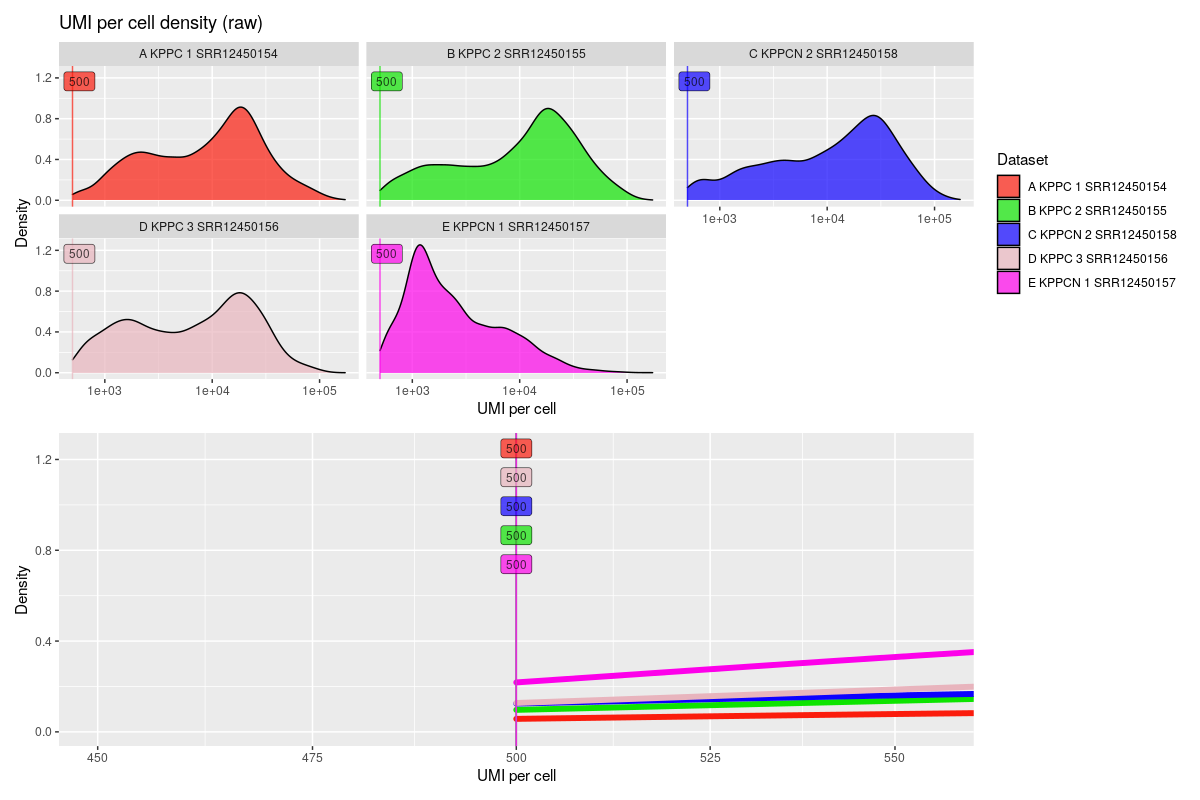 UMI per cell density (raw)
A KPPC 1 SRR12450154
B KPPC 2 SRR12450155
C KPPCN 2 SRR12450158
500
500
500
1.2
0.8
0.4
0.0
1e+03
1e+04
1e+05
D KPPC 3 SRR12450156
E KPPCN 1 SRR12450157
500
500
1.2
0.8
0.4
0.0
1e+03
1e+04
1e+05
1e+03
1e+04
1e+05
Density
UMI per cell
Dataset
A KPPC 1 SRR12450154
B KPPC 2 SRR12450155
C KPPCN 2 SRR12450158
D KPPC 3 SRR12450156
E KPPCN 1 SRR12450157
500
500
500
500
500
1.2
0.8
0.4
0.0
Density
450
475
500
525
550
UMI per cell